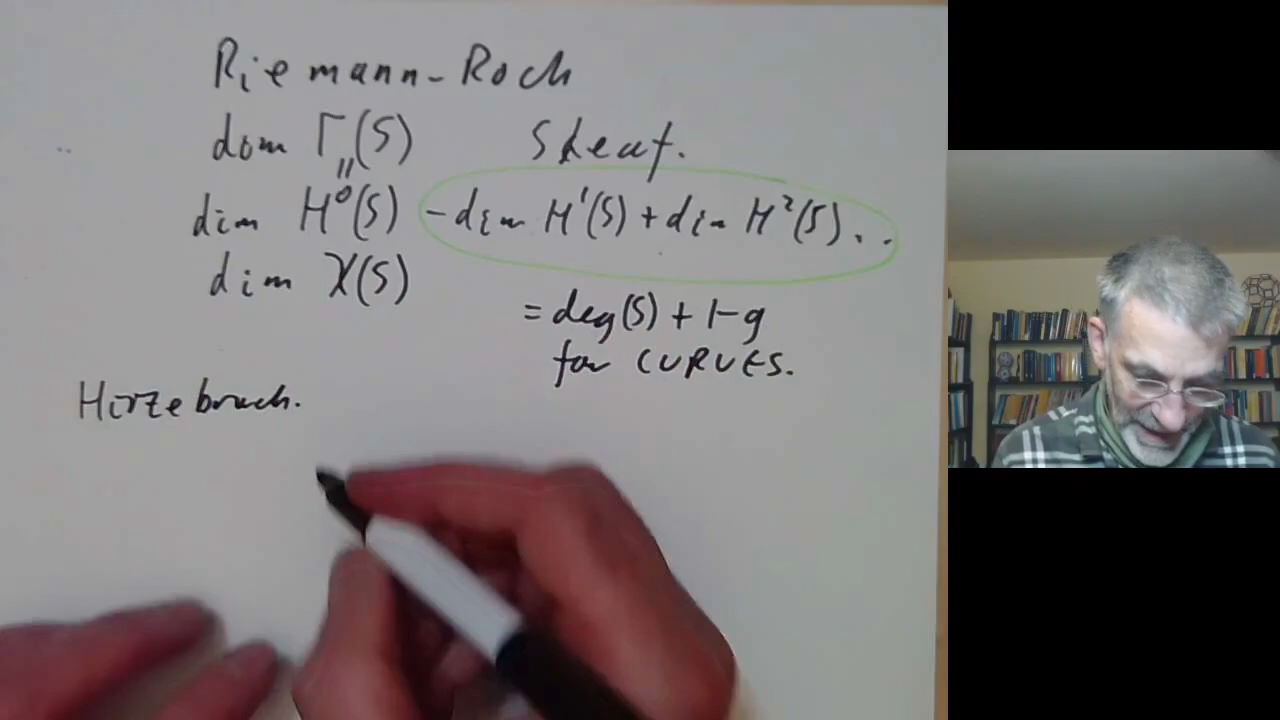 Riemann-Roch
dim Γ(S) Sheaf.
||
dim H⁰(S) - dim H¹(S) + dim H²(S)...
dim χ(S)
= deg(S) + 1-g
for CURVES.
Hirzebruch.